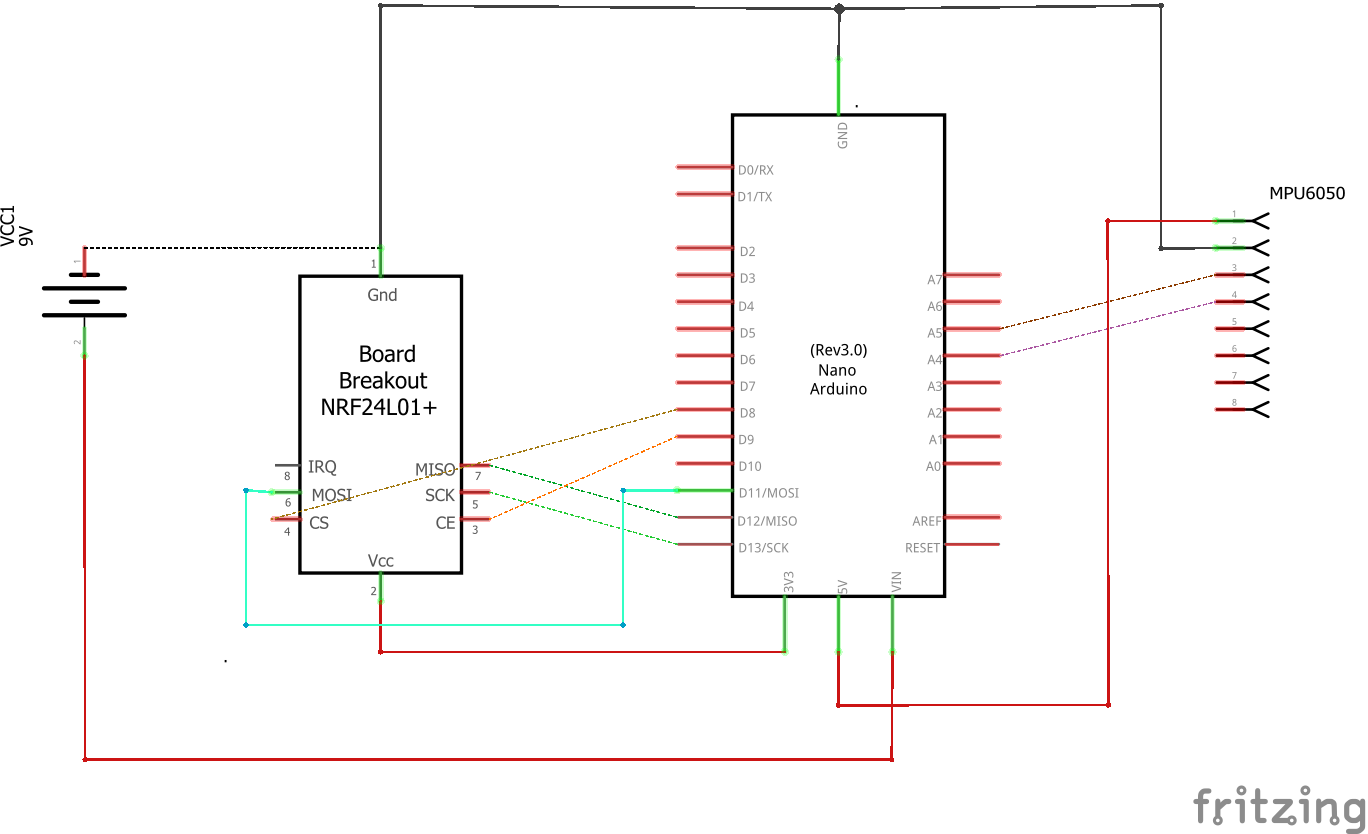 VCC1
9V
1
2
1
Gnd
Board
Breakout
NRF24L01+
IRQ
8
MOSI
6
CS
4
MISO
7
SCK
5
CE
3
Vcc
2
GND
D0/RX
D1/TX
D2
D3
D4
D5
D6
D7
D8
D9
D10
D11/MOSI
D12/MISO
D13/SCK
(Rev3.0)
Nano
Arduino
A7
A6
A5
A4
A3
A2
A1
A0
AREF
RESET
3V3
5V
VIN
MPU6050
1
2
3
4
5
6
7
8
fritzing